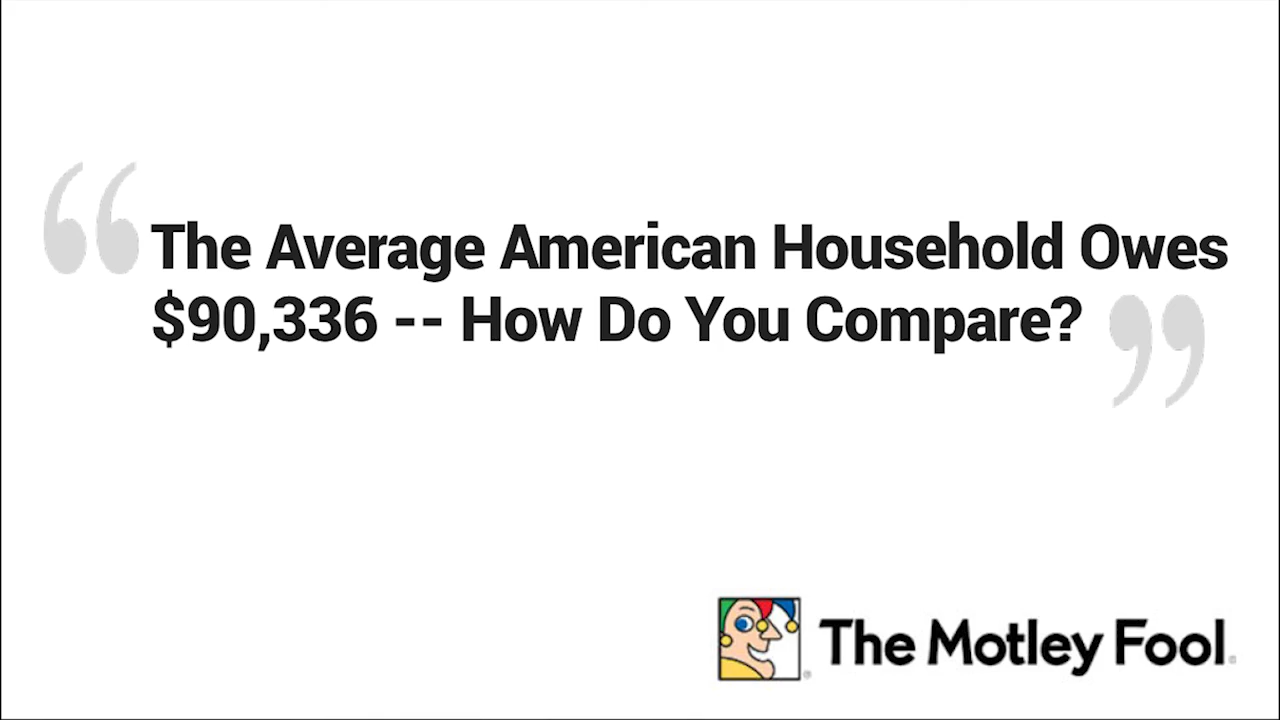 “The Average American Household Owes
$90,336 -- How Do You Compare?”
The Motley Fool